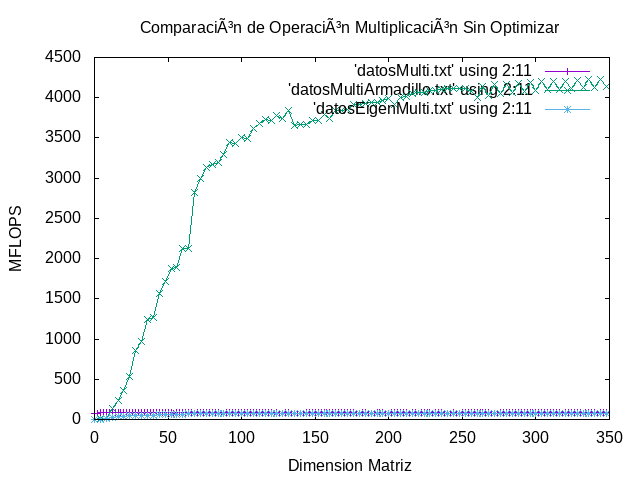 ComparaciÃ³n de OperaciÃ³n MultiplicaciÃ³n Sin Optimizar
4500
4000
3500
3000
2500
2000
1500
1000
500
0
MFLOPS
'datosMulti.txt' using 2:11
'datosMultiArmadillo.txt' using 2:11
'datosEigenMulti.txt' using 2:11
0 50 100 150 200 250 300 350
Dimension Matriz